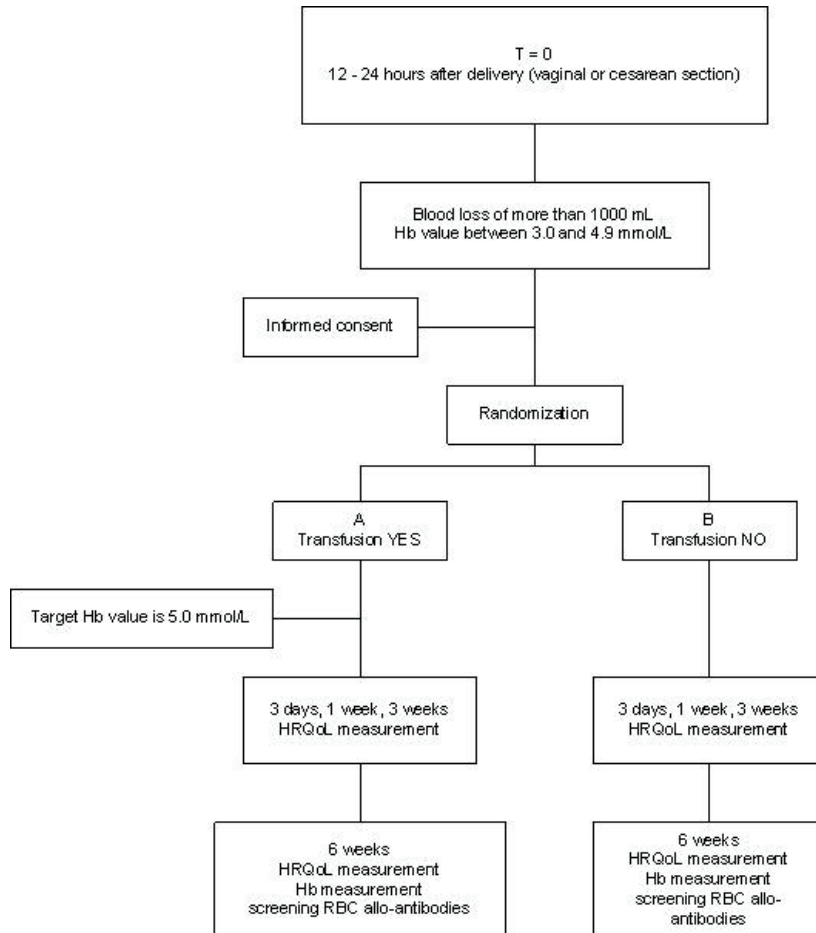 T = 0
12 - 24 hours after delivery (vaginal or cesarean section)
Blood loss of more than 1000 mL
Hb value between 3.0 and 4.9 mmol/L
Informed consent
Randomization
A
Transfusion YES
B
Transfusion NO
Target Hb value is 5.0 mmol/L
3 days, 1 week, 3 weeks
HRQoL measurement
3 days, 1 week, 3 weeks
HRQoL measurement
6 weeks
HRQoL measurement
Hb measurement
screening RBC allo-antibodies
6 weeks
HRQoL measurement
Hb measurement
screening RBC allo-
antibodies